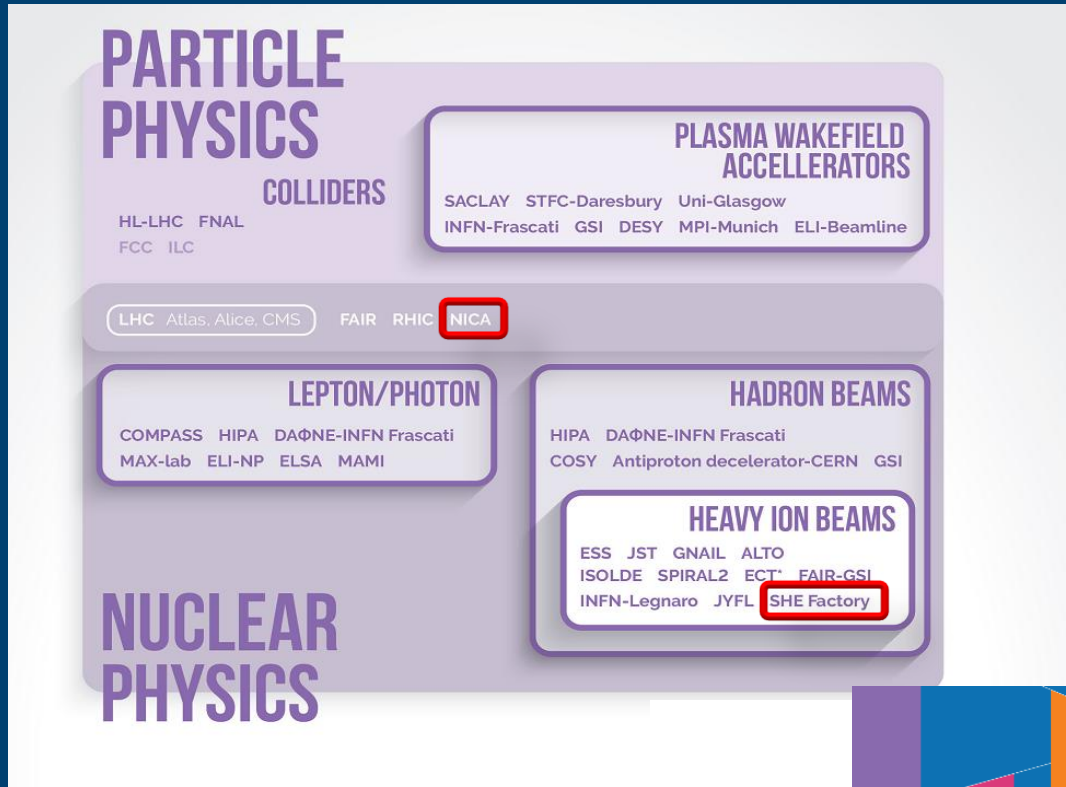 PARTICLE
PHYSICS
COLLIDERS
HL-LHC FNAL
FCC ILC
PLASMA WAKEFIELD
ACCELLERATORS
SACLAY STFC-Daresbury Uni-Glasgow
INFN-Frascati GSI DESY MPI-Munich ELI-Beamline
LHC Atlas, Alice, CMS FAIR RHIC NICA
LEPTON/PHOTON
COMPASS HIPA DAΦNE-INFN Frascati
MAX-lab ELI-NP ELSA MAMI
HADRON BEAMS
HIPA DAΦNE-INFN Frascati
COSY Antiproton decelerator-CERN GSI
HEAVY ION BEAMS
ESS JST GNAIL ALTO
ISOLDE SPIRAL2 ECT* FAIR-GSI
INFN-Legnaro JYFL SHE Factory
NUCLEAR
PHYSICS